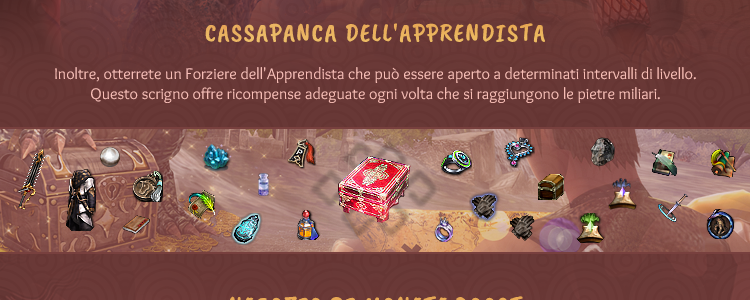 CASSAPANCA DELL'APPRENDISTA
Inoltre, otterrete un Forziere dell'Apprendista che può essere aperto a determinati intervalli di livello.
Questo scrigno offre ricompense adeguate ogni volta che si raggiungono le pietre miliari.